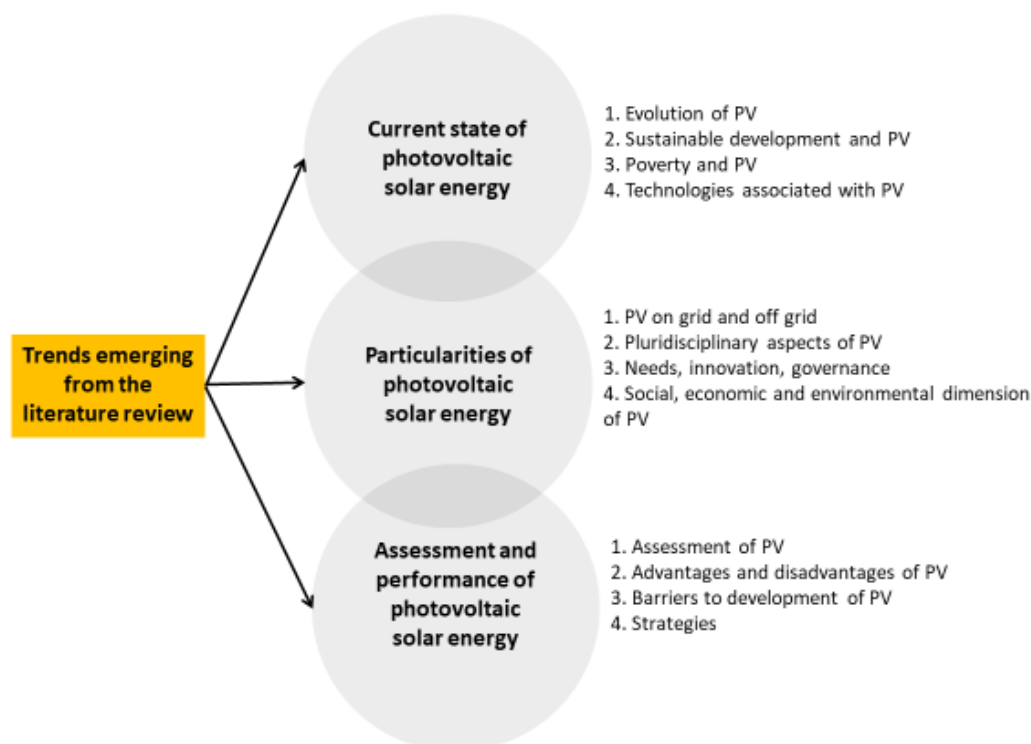 Trends emerging
from the
literature review
Current state of
photovoltaic
solar energy
1. Evolution of PV
2. Sustainable development and PV
3. Poverty and PV
4. Technologies associated with PV
Particularities of
photovoltaic
solar energy
1. PV on grid and off grid
2. Pluridisciplinary aspects of PV
3. Needs, innovation, governance
4. Social, economic and environmental dimension
of PV
Assessment and
performance of
photovoltaic
solar energy
1. Assessment of PV
2. Advantages and disadvantages of PV
3. Barriers to development of PV
4. Strategies